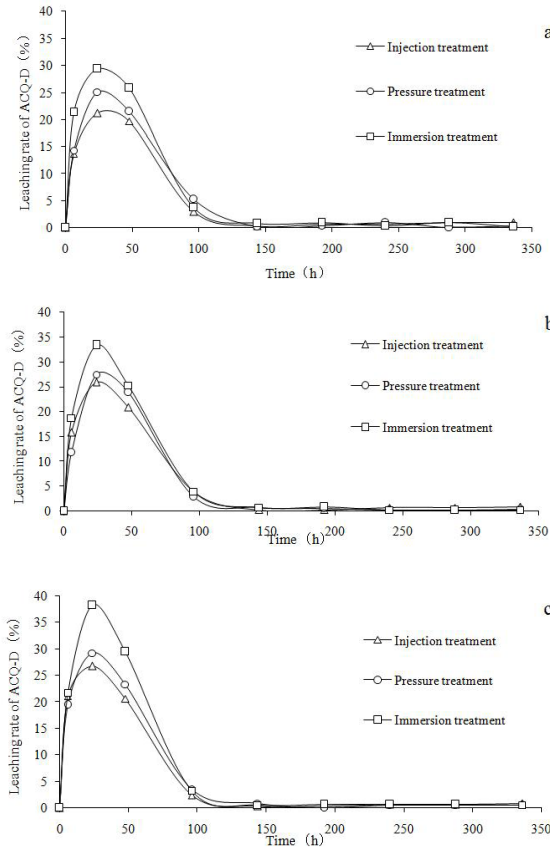 a
40
35
30
25
20
15
10
5
0
Leaching rate of ACQ-D (%)
Injection treatment
Pressure treatment
Immersion treatment
0 50 100 150 200 250 300 350
Time (h)
b
40
35
30
25
20
15
10
5
0
Leaching rate of ACQ-D (%)
Injection treatment
Pressure treatment
Immersion treatment
0 50 100 150 200 250 300 350
Time (h)
c
40
35
30
25
20
15
10
5
0
Leaching rate of ACQ-D (%)
Injection treatment
Pressure treatment
Immersion treatment
0 50 100 150 200 250 300 350
Time (h)